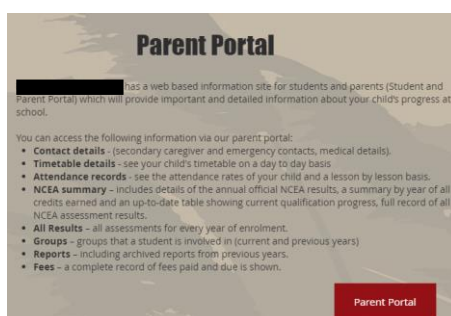 Parent Portal
has a web based information site for students and parents (Student and
Parent Portal) which will provide important and detailed information about your child's progress at
school.
You can access the following information via our parent portal:
• Contact details - (secondary caregiver and emergency contacts, medical details).
• Timetable details - see your child's timetable on a day to day basis
• Attendance records - see the attendance rates of your child and a lesson by lesson basis.
• NCEA summary – includes details of the annual official NCEA results, a summary by year of all
credits earned and an up-to-date table showing current qualification progress, full record of all
NCEA assessment results.
• All Results – all assessments for every year of enrolment.
• Groups – groups that a student is involved in (current and previous years)
• Reports – including archived reports from previous years.
• Fees – a complete record of fees paid and due is shown.
Parent Portal